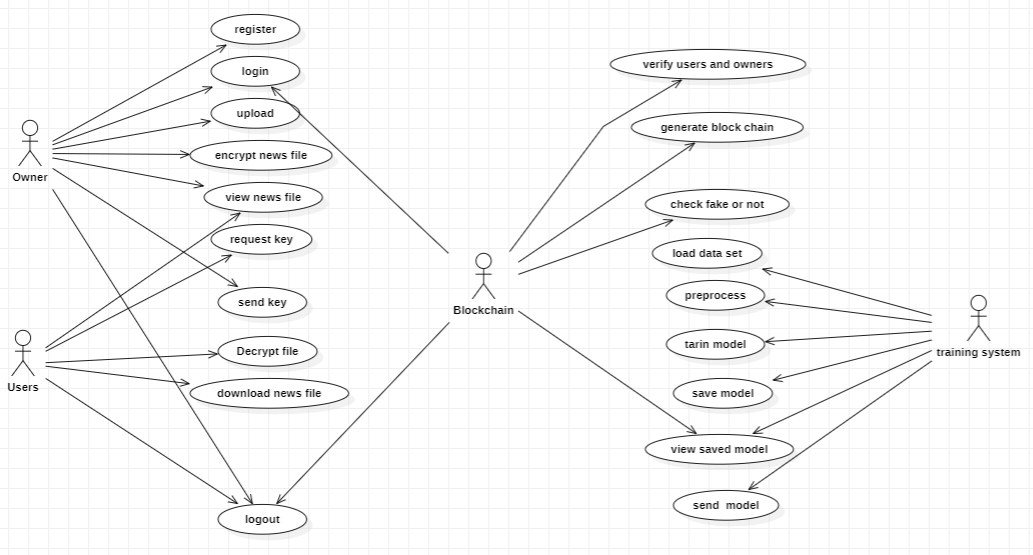 register
login
upload
encrypt news file
view news file
request key
send key
Decrypt file
download news file
logout
Owner
Users
Blockchain
verify users and owners
generate block chain
check fake or not
load data set
preprocess
tarin model
save model
view saved model
send model
training system